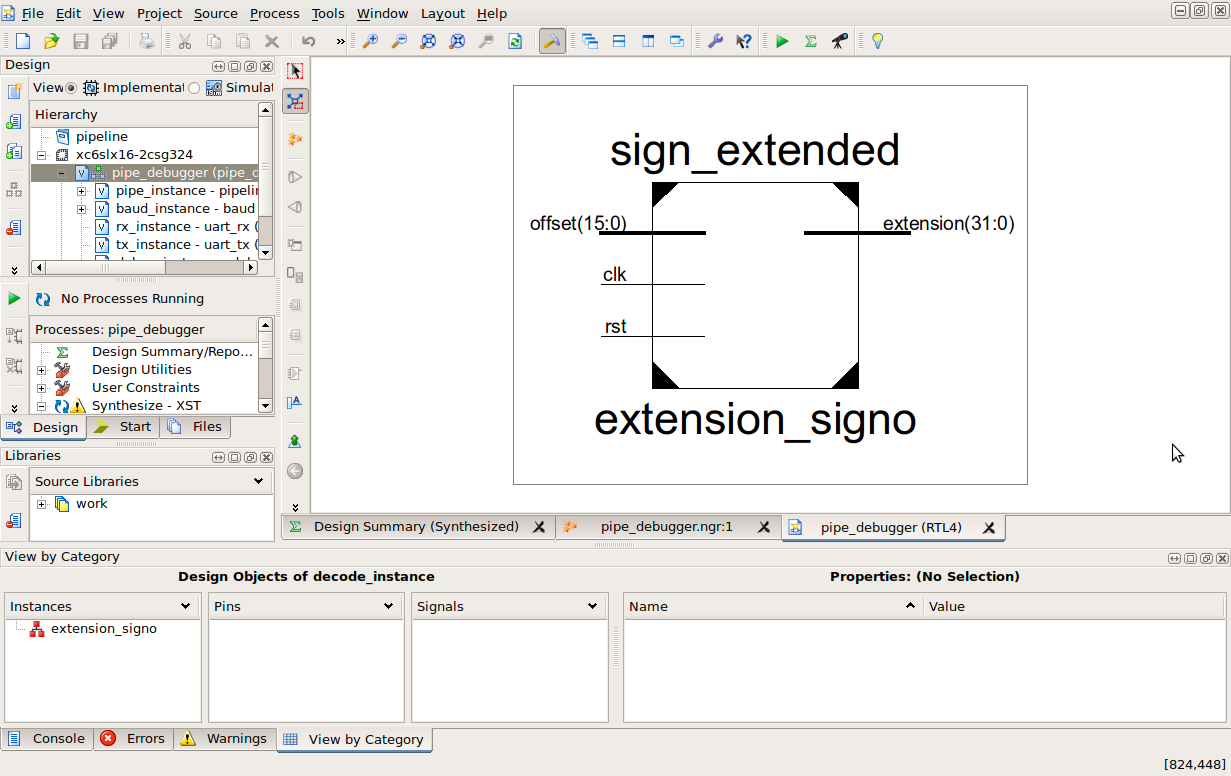 File Edit View Project Source Process Tools Window Layout Help
Design
View Implementat Simulat
Hierarchy
pipeline
xc6slx16-2csg324
pipe_debugger (pipe_d
pipe_instance - pipelin
baud_instance - baud
rx_instance - uart_rx (
tx_instance - uart_tx (
No Processes Running
Processes: pipe_debugger
Design Summary/Repo...
Design Utilities
User Constraints
Synthesize - XST
Design Start Files
Libraries
Source Libraries
work
sign_extended
offset(15:0) extension(31:0)
clk
rst
extension_signo
Design Summary (Synthesized) pipe_debugger.ngr:1 pipe_debugger (RTL4)
View by Category
Design Objects of decode_instance Properties: (No Selection)
Instances Pins Signals Name Value
extension_signo
Console Errors Warnings View by Category
[824,448]